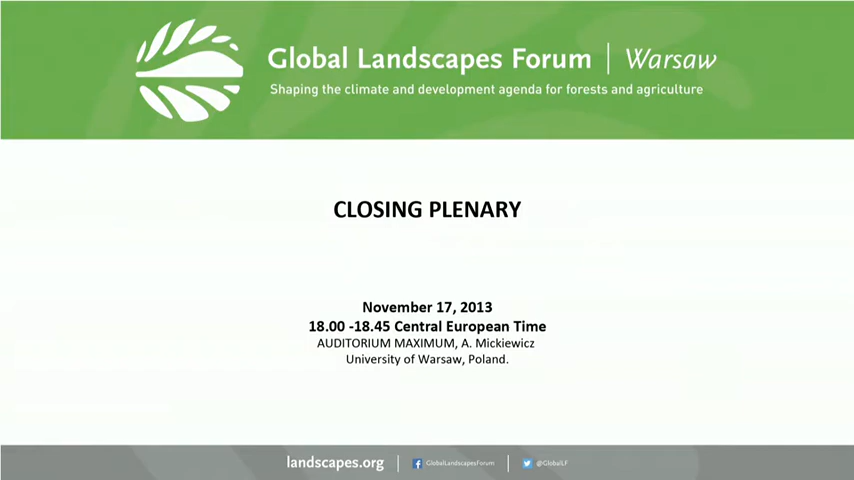 Global Landscapes Forum | Warsaw
Shaping the climate and development agenda for forests and agriculture
CLOSING PLENARY
November 17, 2013
18.00 -18.45 Central European Time
AUDITORIUM MAXIMUM, A. Mickiewicz
University of Warsaw, Poland.
landscapes.org | GlobalLandscapesForum | @GlobalLF